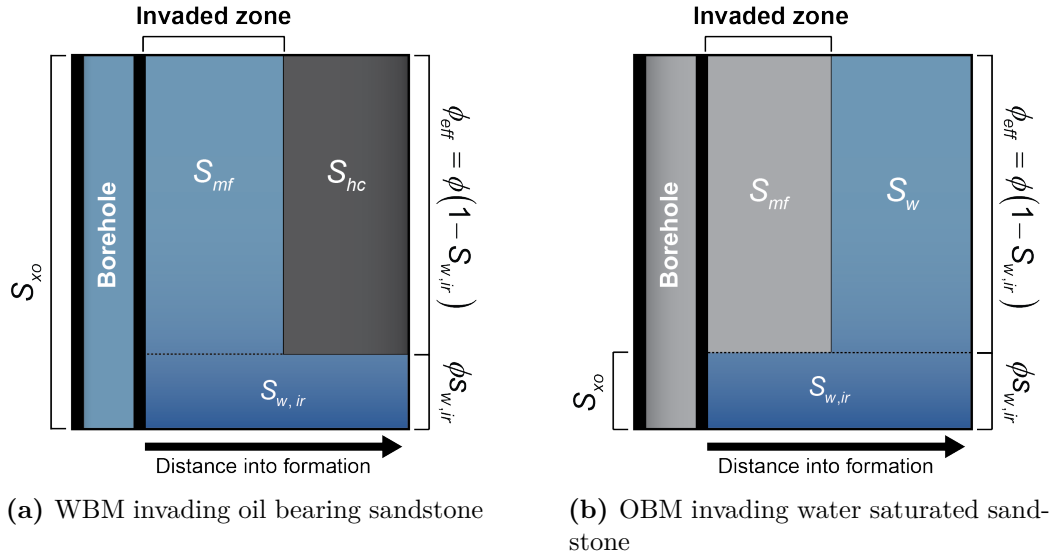 Invaded zone
S_xo
Borehole
S_mf
S_hc
S_w, ir
ϕ_eff = ϕ(1−S_w,ir)
ϕs_w,ir
Distance into formation
(a) WBM invading oil bearing sandstone
Invaded zone
S_xo
Borehole
S_mf
S_w
S_w,ir
ϕ_eff = ϕ(1−S_w,ir)
ϕs_w,ir
Distance into formation
(b) OBM invading water saturated sand-
stone